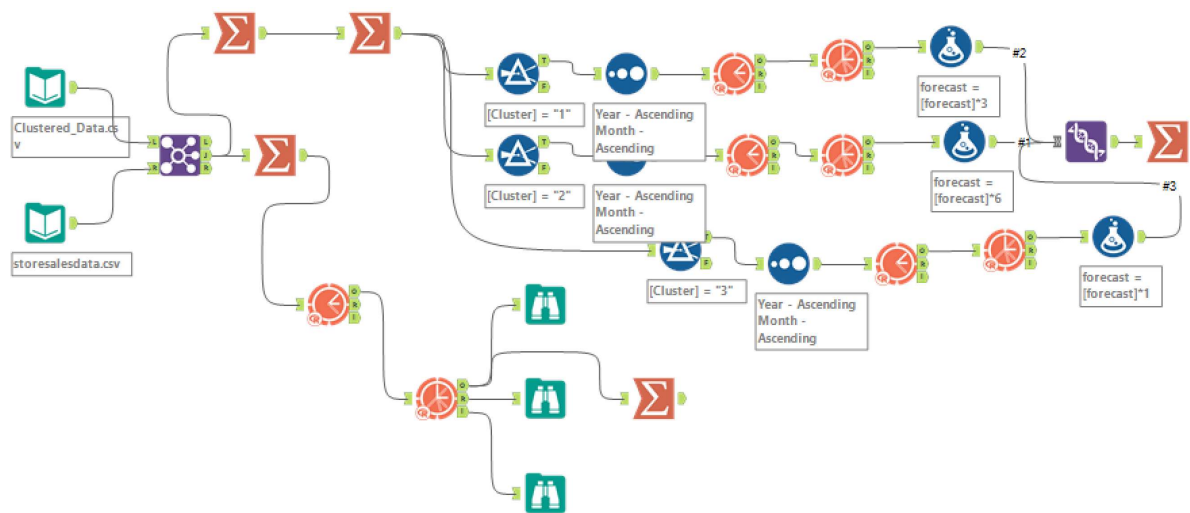 Clustered_Data.cs
v
storesalesdata.csv
L
R
L
J
R
[Cluster] = "1"
T
F
Year - Ascending
Month -
Ascending
O
R
I
O
R
I
forecast =
[forecast]*3
#2
[Cluster] = "2"
T
F
Year - Ascending
Month -
Ascending
O
R
I
O
R
I
forecast =
[forecast]*6
#1
#3
[Cluster] = "3"
T
F
Year - Ascending
Month -
Ascending
O
R
I
O
R
I
forecast =
[forecast]*1
O
R
I
O
R
I